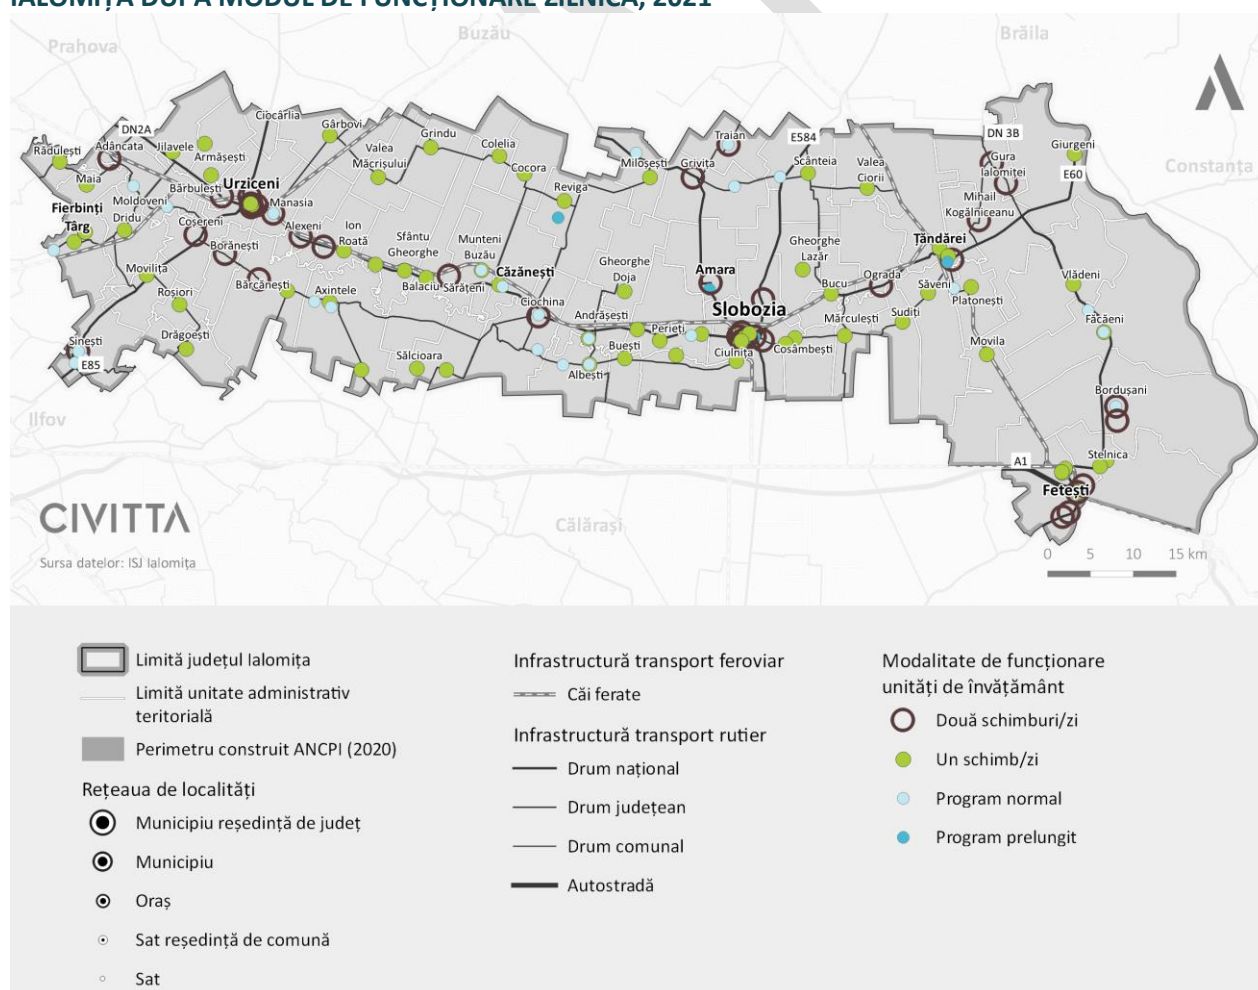 IALOMIȚA DUPĂ MODUL DE FUNCȚIONARE ZILNICĂ, 2021
Prahova
Buzău
Brăila
Ciocârlia
Gârbovi
Grindu
Traian
E584
DN 3B
Giurgeni
DN2A
Adâncata
Jilavele
Valea
Măcrișului
Colelia
Rădulești
Armășești
Cocora
Miloșești
Grivița
Scânteia
Valea
Ciorii
Gura
Ialomiței
Constanța
E60
Maia
Bărbulești
Urziceni
Reviga
Fierbinți
Târg
Moldoveni
Manasia
Mihail
Kogălniceanu
Dridu
Coșereni
Alexeni
Ion
Roată
Sfântu
Gheorghe
Munteni
Buzău
Gheorghe
Lazăr
Țăndărei
Borănești
Movilița
Gheorghe
Doja
Amara
Bărcănești
Balaciu
Sărățeni
Căzănești
Ograda
Vlădeni
Roșiori
Axintele
Bucu
Săveni
Platonești
Ciochina
Slobozia
Andrășești
Mărculești
Sudiți
Făcăeni
Drăgoești
Sinești
Perieți
Buești
Ciulnița
Cosâmbești
Movila
E85
Sălcioara
Albești
Bordușani
Ilfov
A1
Stelnica
Fetești
CIVITTA
Călărași
Sursa datelor: ISJ Ialomița
0 5 10 15 km
Limită județul Ialomița
Limită unitate administrativ
teritorială
Perimetru construit ANCPI (2020)
Rețeaua de localități
Municipiu reședință de județ
Municipiu
Oraș
Sat reședință de comună
Sat
Infrastructură transport feroviar
Căi ferate
Infrastructură transport rutier
Drum național
Drum județean
Drum comunal
Autostradă
Modalitate de funcționare
unități de învățământ
Două schimburi/zi
Un schimb/zi
Program normal
Program prelungit